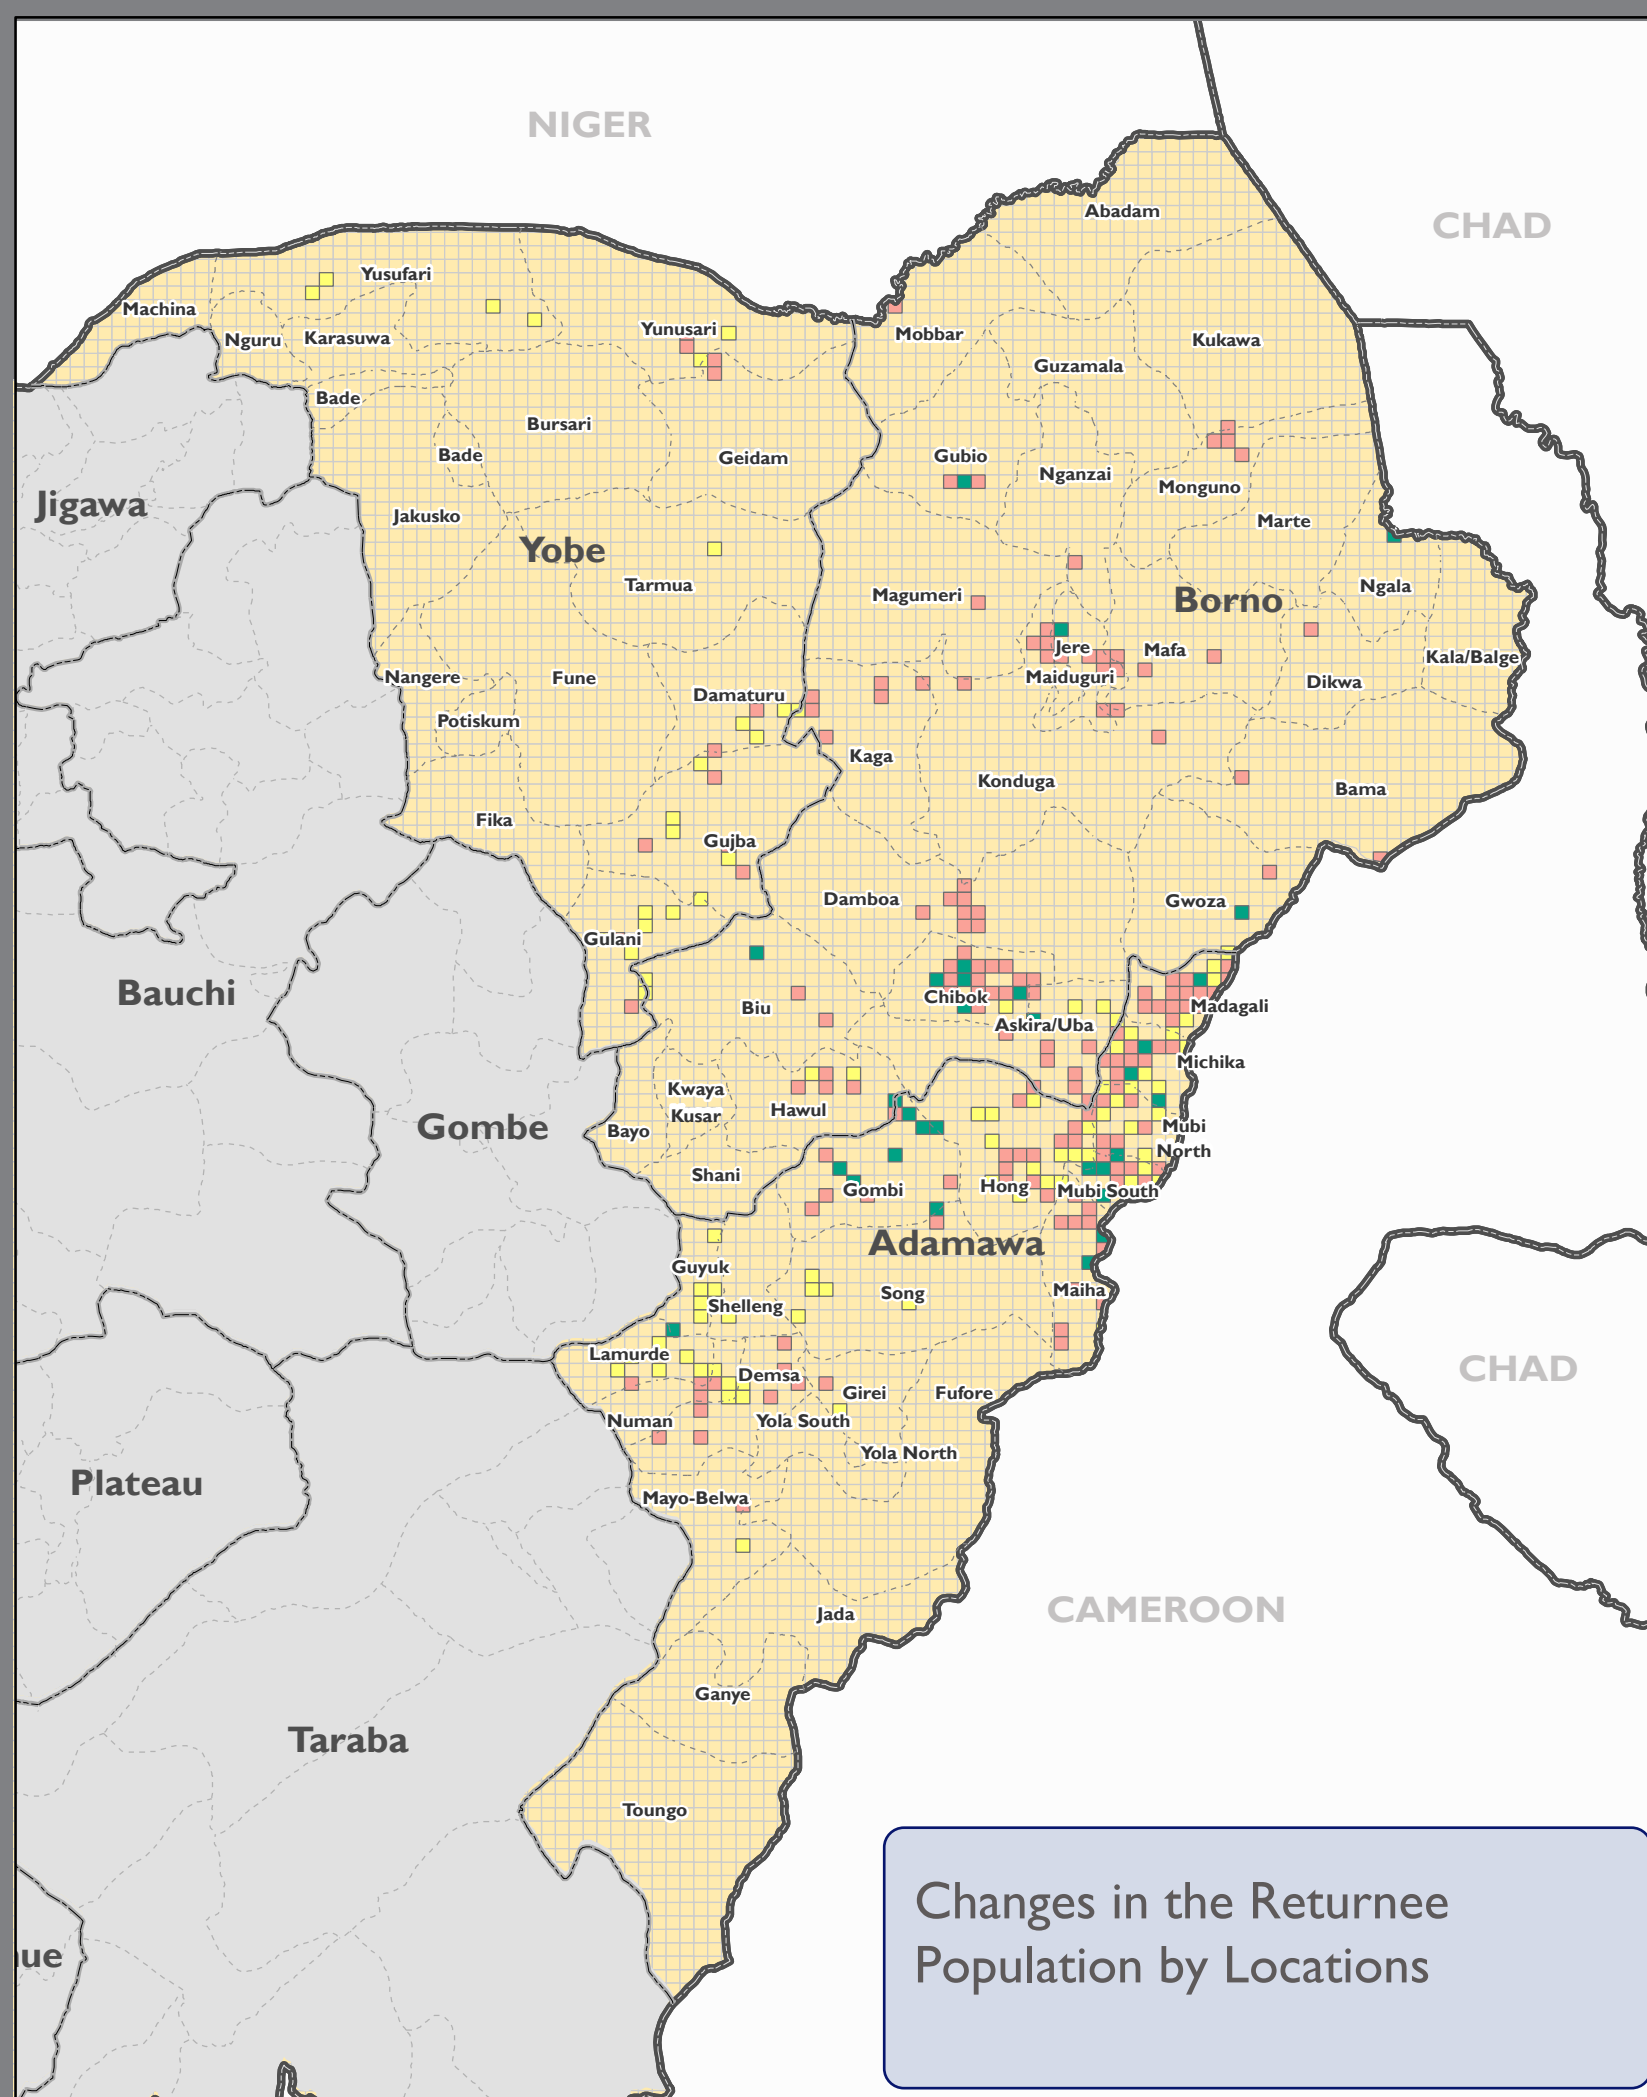 NIGER
Abadam
CHAD
Yusufari
Machina
Yunusari
Nguru
Karasuwa
Mobbar
Kukawa
Guzamala
Bade
Bursari
Bade
Geidam
Gubio
Nganzai
Monguno
Jigawa
Jakusko
Marte
Yobe
Tarmua
Magumeri
Borno
Ngala
Jere
Mafa
Kala/Balge
Nangere
Fune
Maiduguri
Dikwa
Damaturu
Potiskum
Kaga
Konduga
Bama
Fika
Gujba
Damboa
Gwoza
Gulani
Bauchi
Chibok
Biu
Madagali
Askira/Uba
Michika
Kwaya
Kusar
Hawul
Gombe
Bayo
Mubi
North
Shani
Gombi
Hong
Mubi South
Adamawa
Guyuk
Song
Maiha
Shelleng
Lamurde
Demsa
CHAD
Girei
Fufore
Numan
Yola South
Yola North
Plateau
Mayo-Belwa
CAMEROON
Jada
Ganye
Taraba
Toungo
Changes in the Returnee
Population by Locations
ue